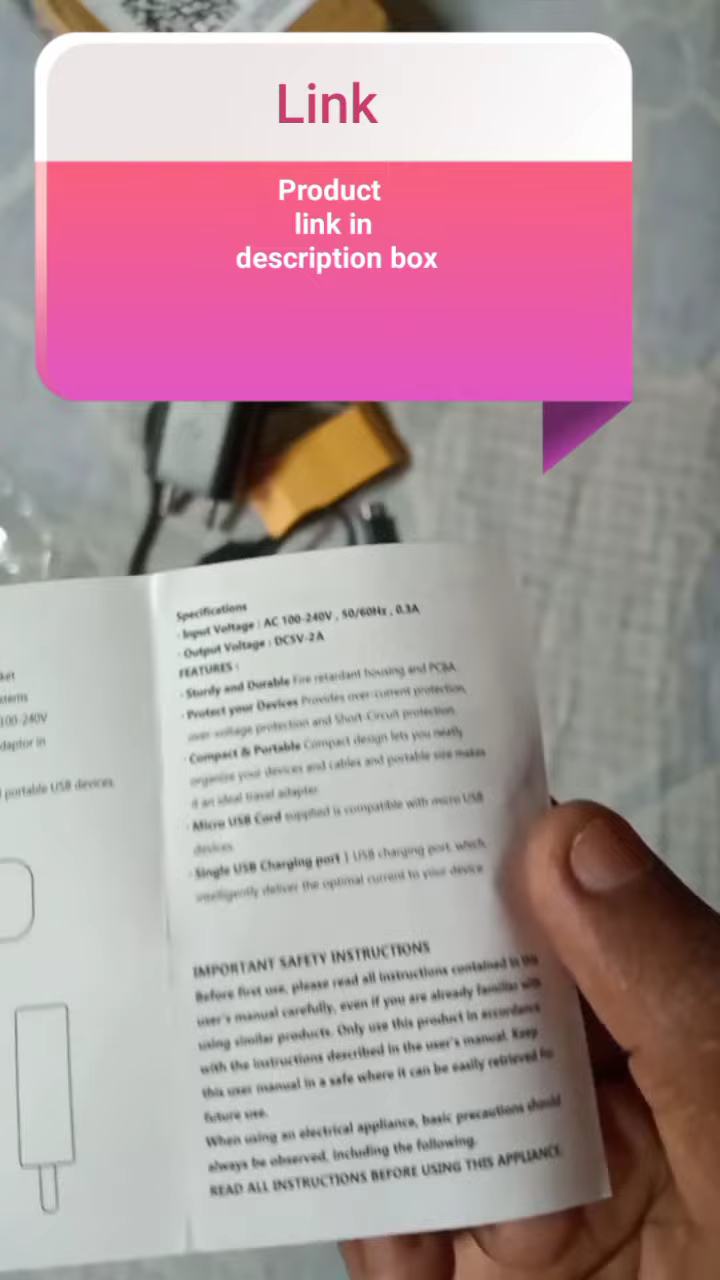 Link
Product
link in
description box
Specifications
· Input Voltage : AC 100-240V , 50/60Hz , 0.3A
· Output Voltage : DC5V-2A
FEATURES :
· Sturdy and Durable Fire retardant housing and PCBA
· Protect your Devices Provides over-current protection,
over-voltage protection and Short-Circuit protection.
· Compact & Portable Compact design lets you neatly
organize your devices and cables and portable size makes
it an ideal travel adapter.
· Micro USB Cord supplied is compatible with micro USB
devices.
· Single USB Charging port 1 USB charging port, which
intelligently deliver the optimal current to your device
IMPORTANT SAFETY INSTRUCTIONS
Before first use, please read all instructions contained in this
user's manual carefully, even if you are already familiar with
using similar products. Only use this product in accordance
with the instructions described in the user's manual. Keep
this user manual in a safe where it can be easily retrieved for
future use.
When using an electrical appliance, basic precautions should
always be observed, including the following.
READ ALL INSTRUCTIONS BEFORE USING THIS APPLIANCE
100-240V
adaptor in
portable USB devices